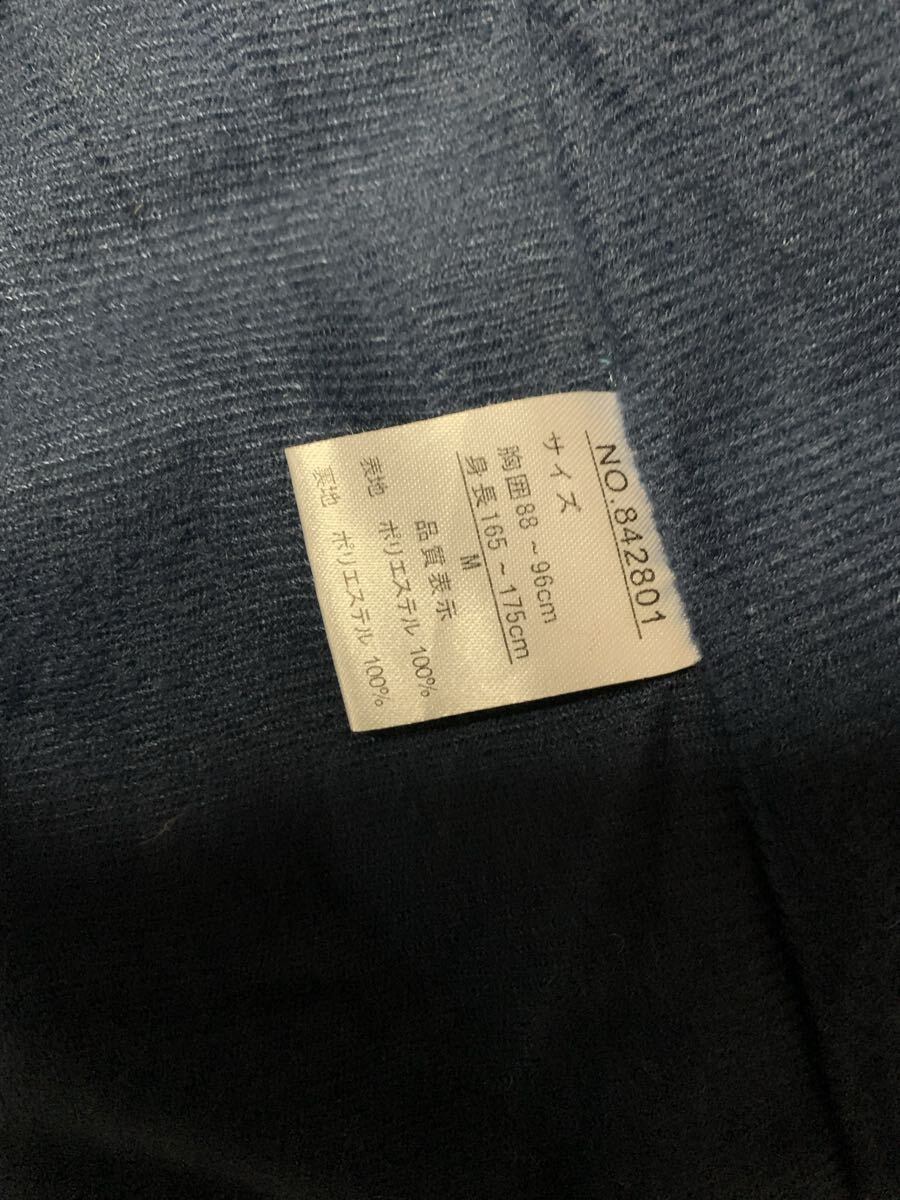 NO.842801
サイズ
胸囲88~96cm
身長165~175cm
M
品質表示
表地 ポリエステル 100%
裏地 ポリエステル 100%